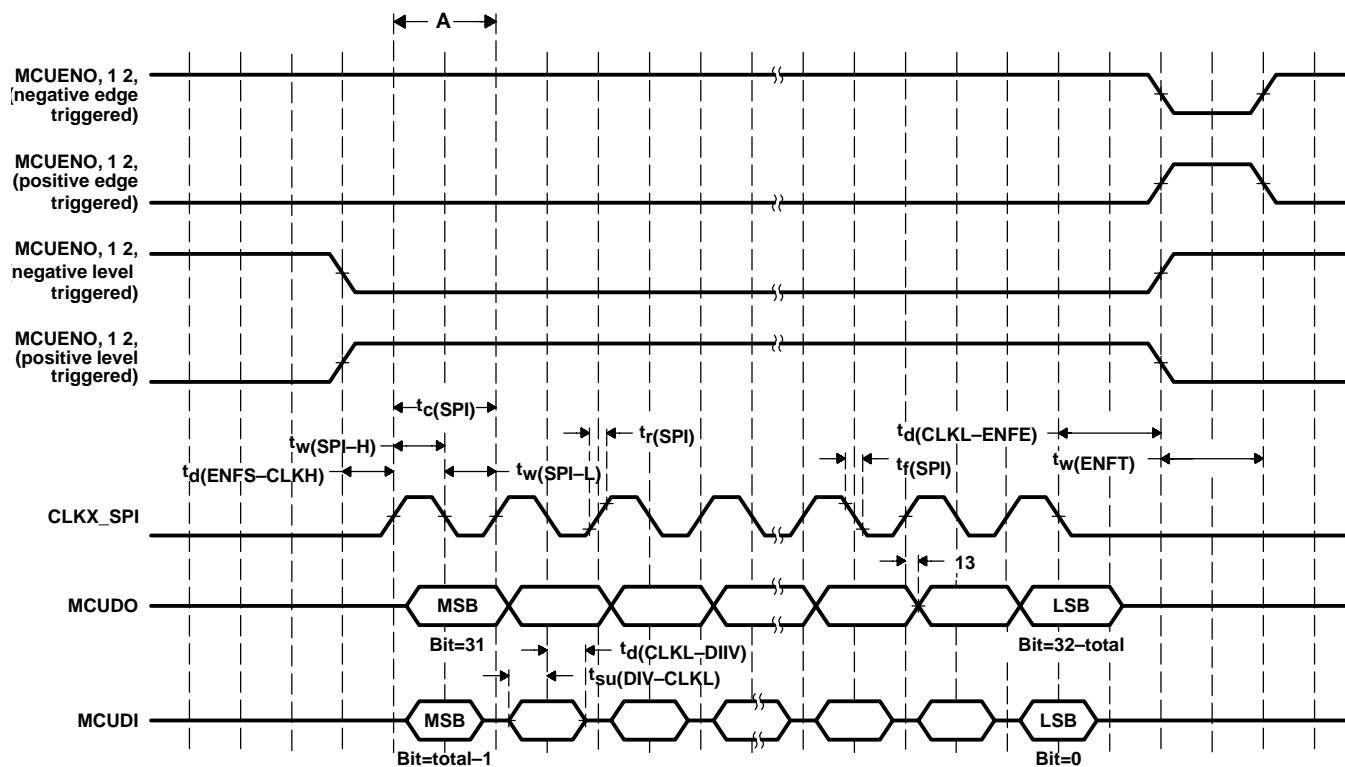 A
MCUENO, 1 2,
(negative edge
triggered)
MCUENO, 1 2,
(positive edge
triggered)
MCUENO, 1 2,
negative level
triggered)
MCUENO, 1 2,
(positive level
triggered)
tc(SPI)
tw(SPI–H)
tr(SPI)
td(CLKL–ENFE)
td(ENFS–CLKH)
tw(SPI–L)
tf(SPI)
tw(ENFT)
CLKX_SPI
13
MCUDO
MSB
LSB
Bit=31
Bit=32–total
td(CLKL–DIIV)
tsu(DIV–CLKL)
MCUDI
MSB
LSB
Bit=total–1
Bit=0